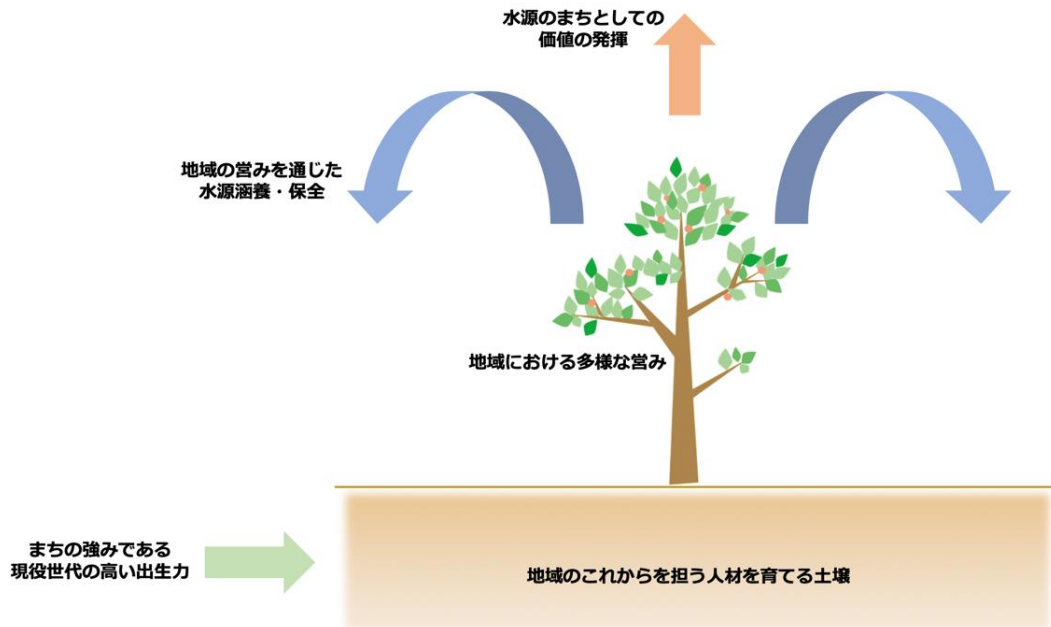 水源のまちとしての
価値の発揮
地域の営みを通じた
水源涵養・保全
地域における多様な営み
まちの強みである
現役世代の高い出生力
地域のこれからを担う人材を育てる土壌